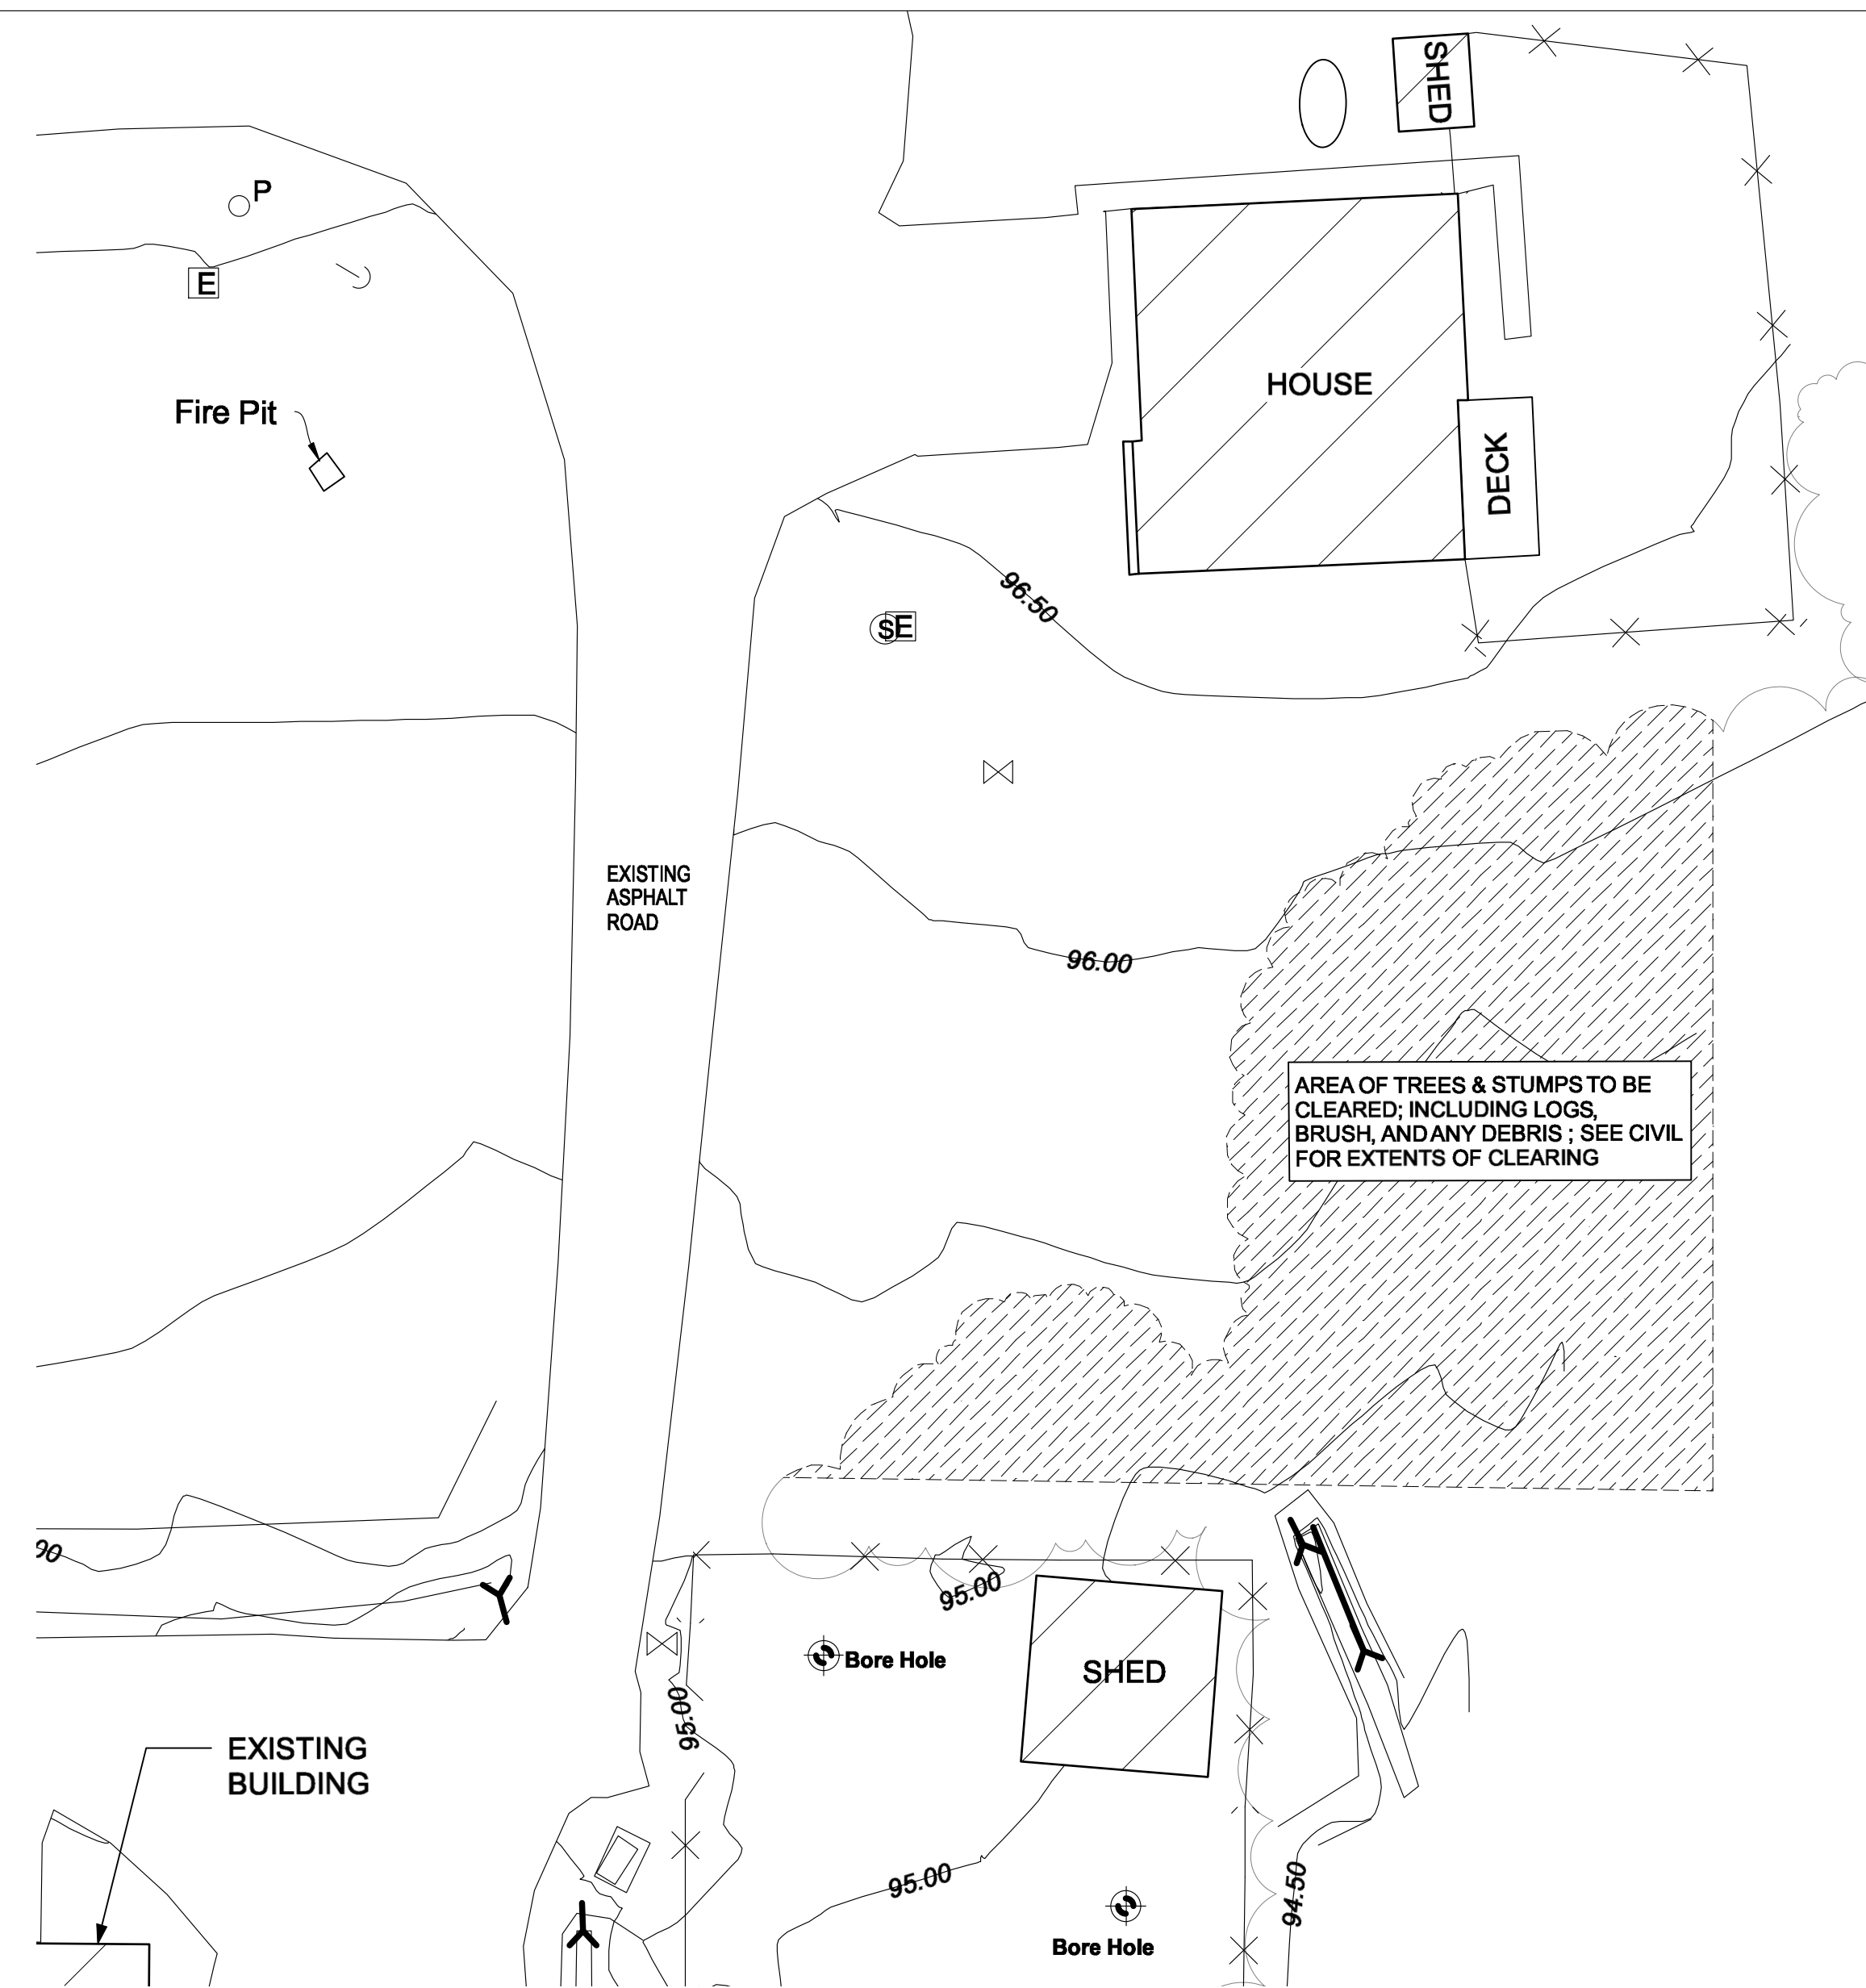 SHED
P
E
HOUSE
Fire Pit
DECK
96.50
SE
EXISTING
ASPHALT
ROAD
96.00
AREA OF TREES & STUMPS TO BE
CLEARED; INCLUDING LOGS,
BRUSH, AND ANY DEBRIS ; SEE CIVIL
FOR EXTENTS OF CLEARING
95.00
Bore Hole
SHED
95.00
EXISTING
BUILDING
95.00
94.50
Bore Hole